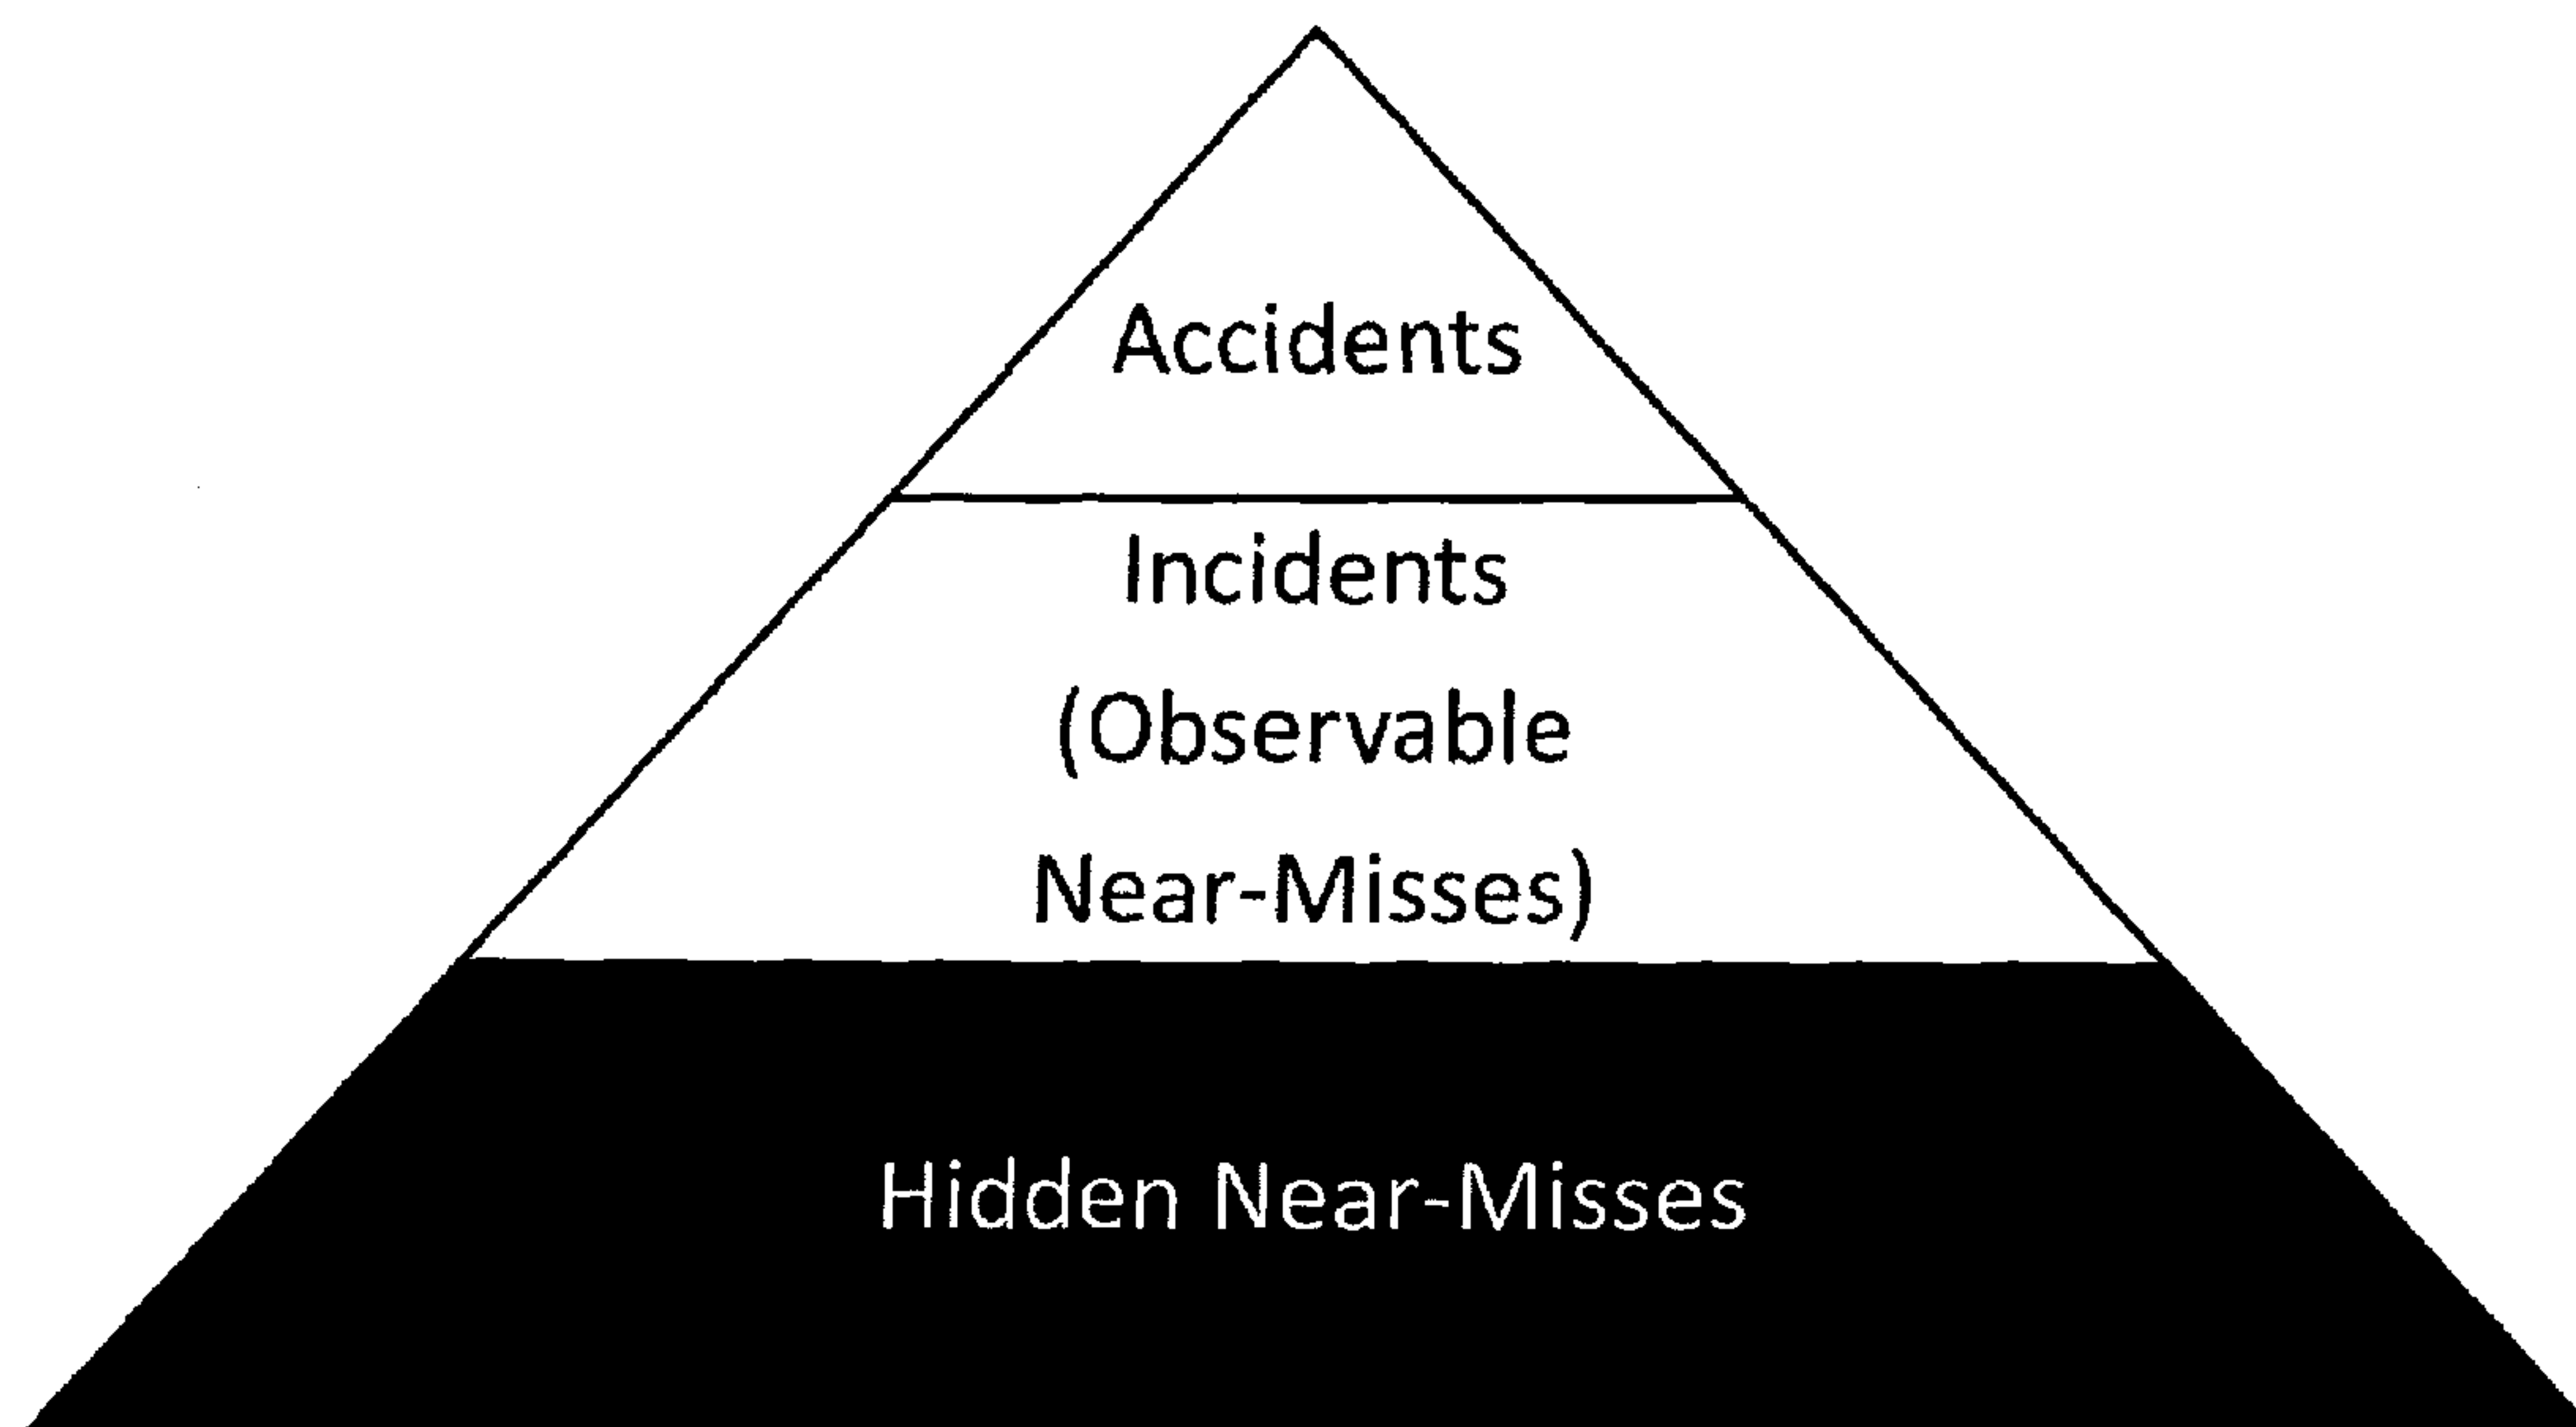 Accidents
Incidents
(Observable
Near-Misses)
Hidden Near-Misses